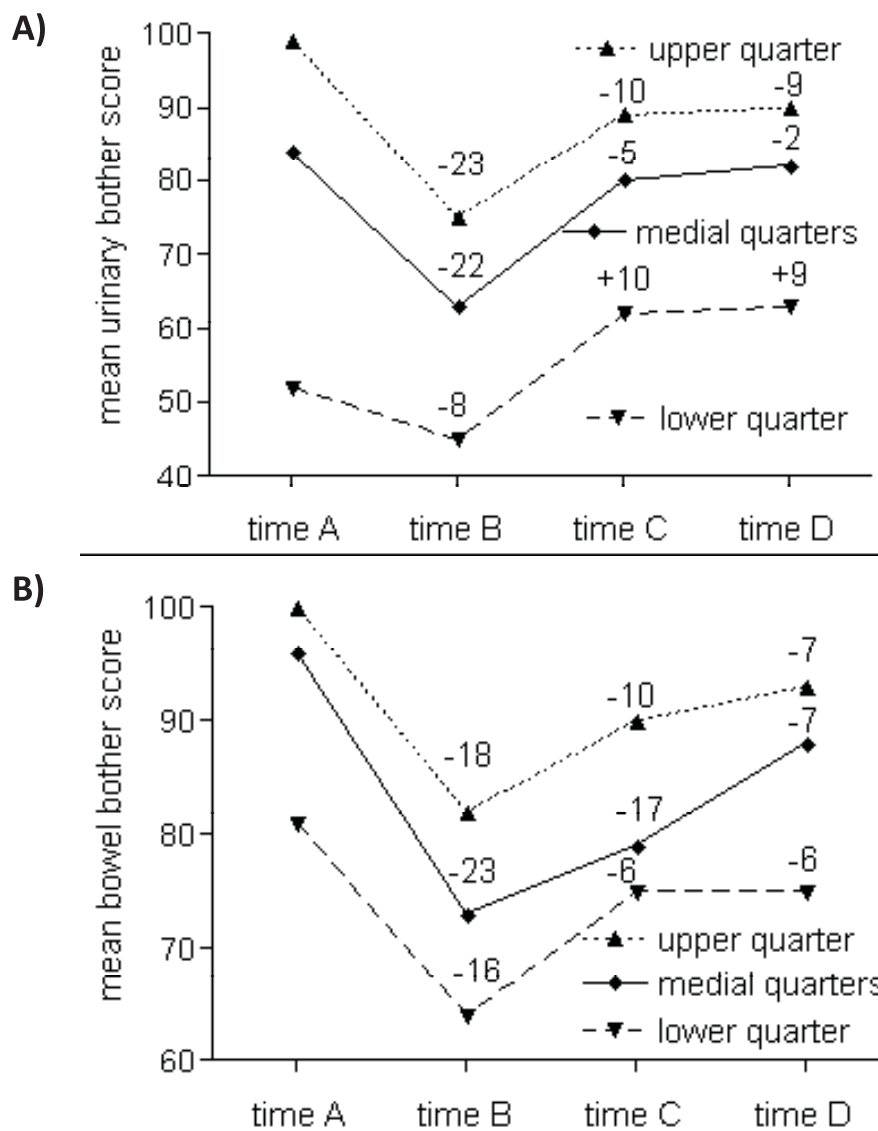 A)
mean urinary bother score
100
90
80
70
60
50
40
upper quarter
-10
-9
-23
-5
-2
medial quarters
-22
+10
+9
-8
lower quarter
time A time B time C time D
B)
mean bowel bother score
100
90
80
70
60
-7
-10
-7
-18
-17
-23
-6
-6
-16
upper quarter
medial quarters
lower quarter
time A time B time C time D